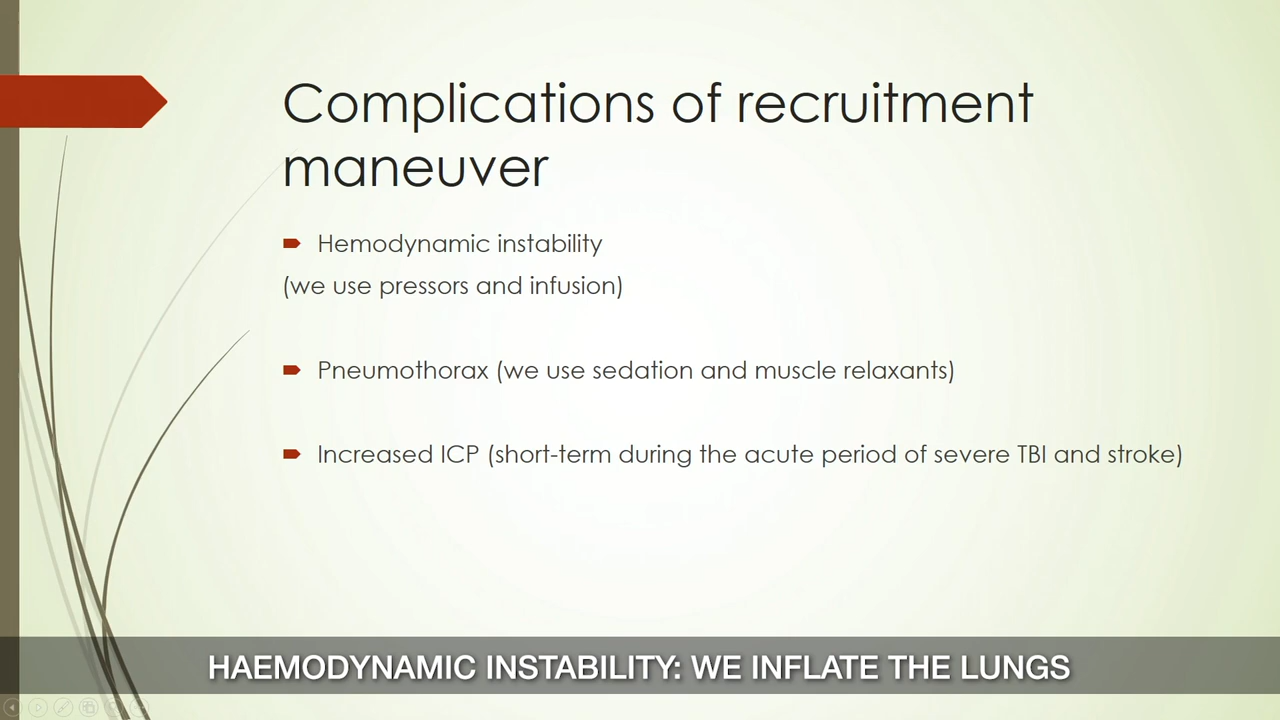 Complications of recruitment
maneuver
Hemodynamic instability
(we use pressors and infusion)
Pneumothorax (we use sedation and muscle relaxants)
Increased ICP (short-term during the acute period of severe TBI and stroke)
HAEMODYNAMIC INSTABILITY: WE INFLATE THE LUNGS